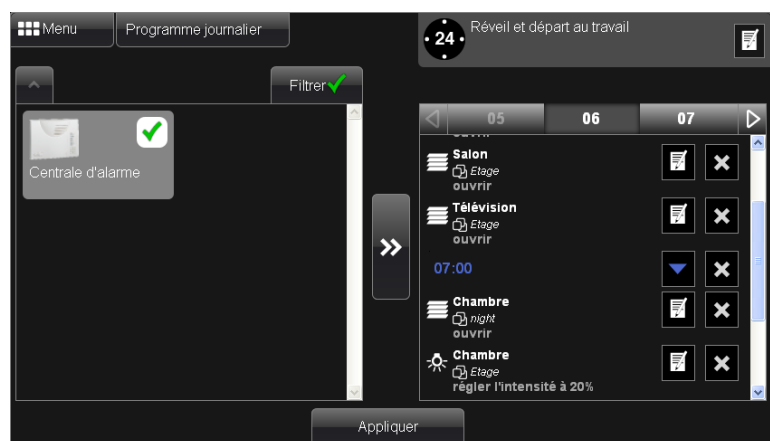 Menu
Programme journalier
24
Réveil et départ au travail
Filtrer
Centrale d'alarme
05 06 07
Salon
Etage
ouvrir
Télévision
Etage
ouvrir
07:00
Chambre
night
ouvrir
Chambre
Etage
régler l'intensité à 20%
Appliquer